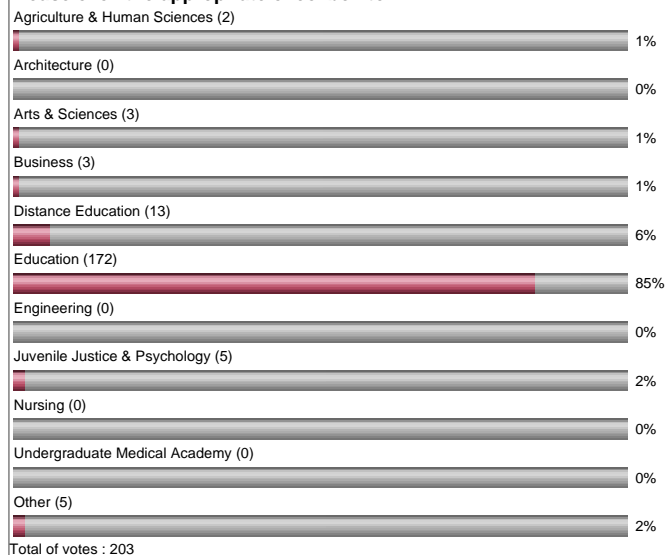 Agriculture & Human Sciences (2)
1%
Architecture (0)
0%
Arts & Sciences (3)
1%
Business (3)
1%
Distance Education (13)
6%
Education (172)
85%
Engineering (0)
0%
Juvenile Justice & Psychology (5)
2%
Nursing (0)
0%
Undergraduate Medical Academy (0)
0%
Other (5)
2%
Total of votes : 203